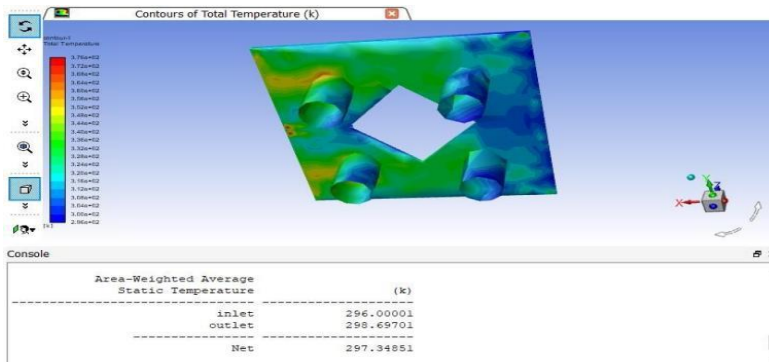 Contours of Total Temperature (k)
contour-1
Total Temperature
3.76e+02
3.72e+02
3.68e+02
3.64e+02
3.60e+02
3.56e+02
3.52e+02
3.48e+02
3.44e+02
3.40e+02
3.36e+02
3.32e+02
3.28e+02
3.24e+02
3.20e+02
3.16e+02
3.12e+02
3.08e+02
3.04e+02
3.00e+02
2.96e+02
[k]
X
Y
Z
Console
Area-Weighted Average
Static Temperature (k)
inlet 296.00001
outlet 298.69701
Net 297.34851